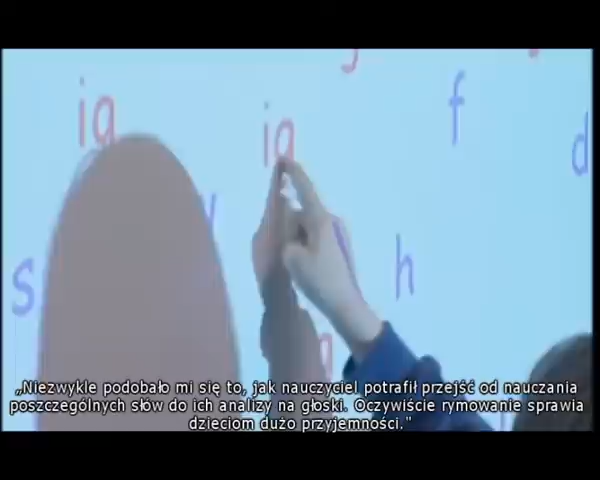 f
ig
ig
d
h
s
„Niezwykle podobało mi się to, jak nauczyciel potrafił przejść od nauczania
poszczególnych słów do ich analizy na głoski. Oczywiście rymowanie sprawia
dzieciom dużo przyjemności."